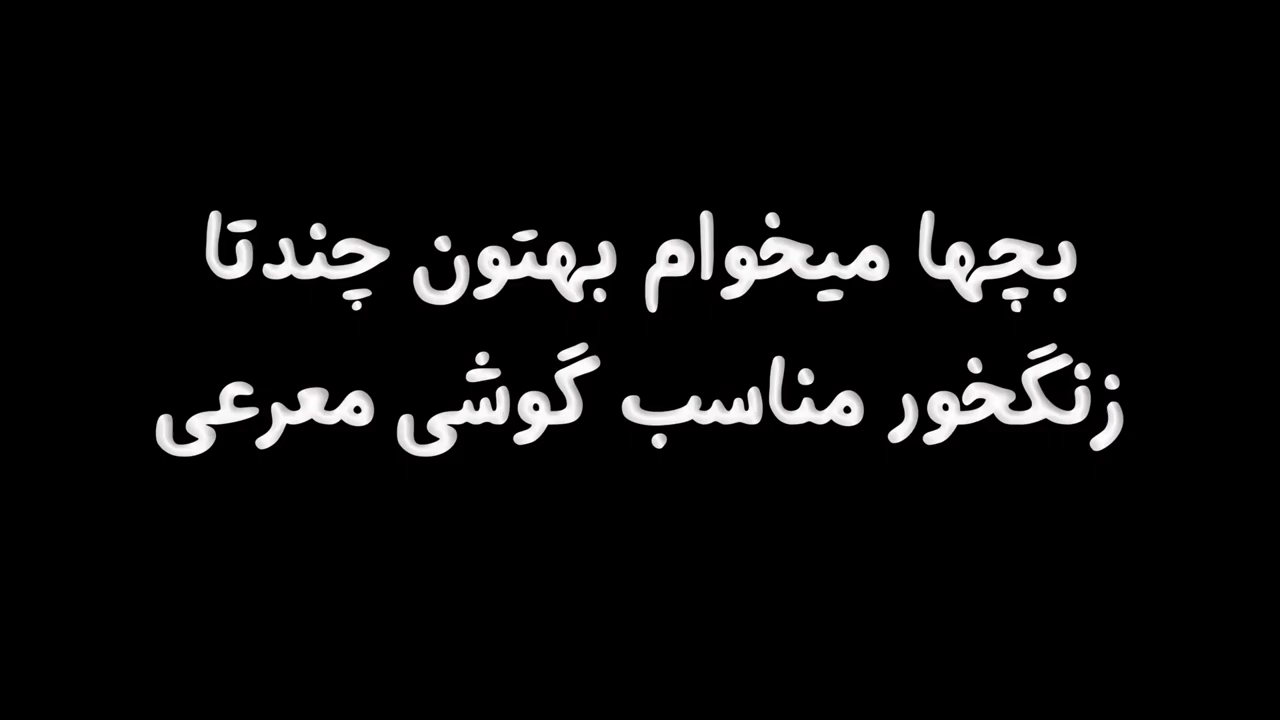 بچها میخوام بهتون چندتا
زنگخور مناسب گوشی معرعی